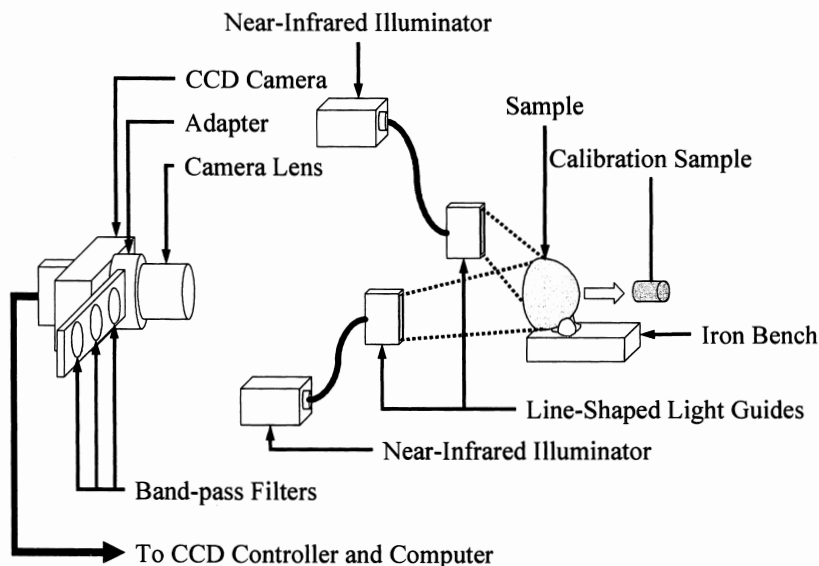 Near-Infrared Illuminator
CCD Camera
Adapter
Camera Lens
Sample
Calibration Sample
Iron Bench
Line-Shaped Light Guides
Near-Infrared Illuminator
Band-pass Filters
To CCD Controller and Computer